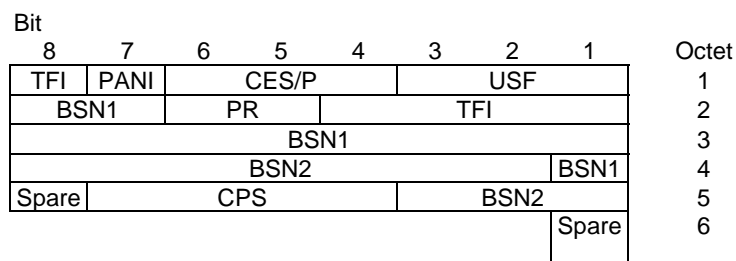 Bit
8 7 6 5 4 3 2 1 Octet
TFI PANI CES/P USF 1
BSN1 PR TFI 2
BSN1 3
BSN2 BSN1 4
Spare CPS BSN2 5
Spare 6